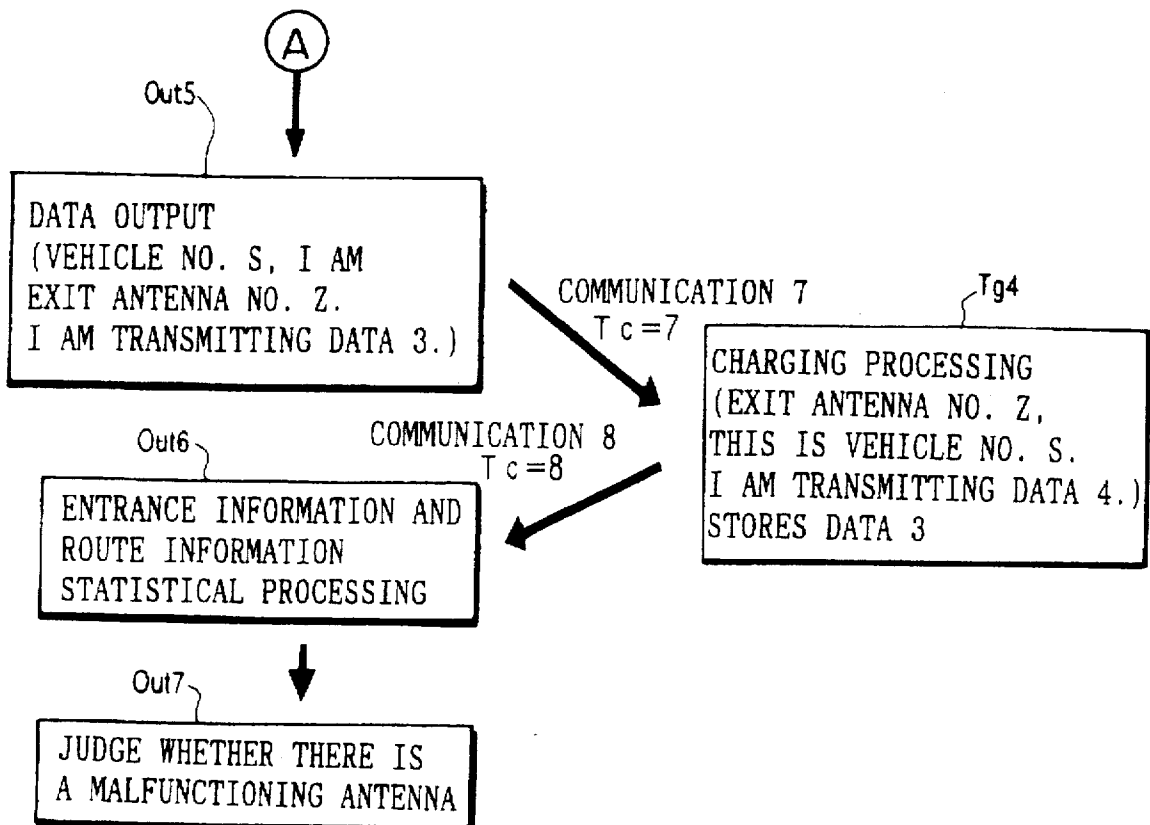 A
Out5
DATA OUTPUT
(VEHICLE NO. S, I AM
EXIT ANTENNA NO. Z.
I AM TRANSMITTING DATA 3.)
COMMUNICATION 7
Tc=7
Tg4
CHARGING PROCESSING
(EXIT ANTENNA NO. Z,
THIS IS VEHICLE NO. S.
I AM TRANSMITTING DATA 4.)
STORES DATA 3
COMMUNICATION 8
Tc=8
Out6
ENTRANCE INFORMATION AND
ROUTE INFORMATION
STATISTICAL PROCESSING
Out7
JUDGE WHETHER THERE IS
A MALFUNCTIONING ANTENNA